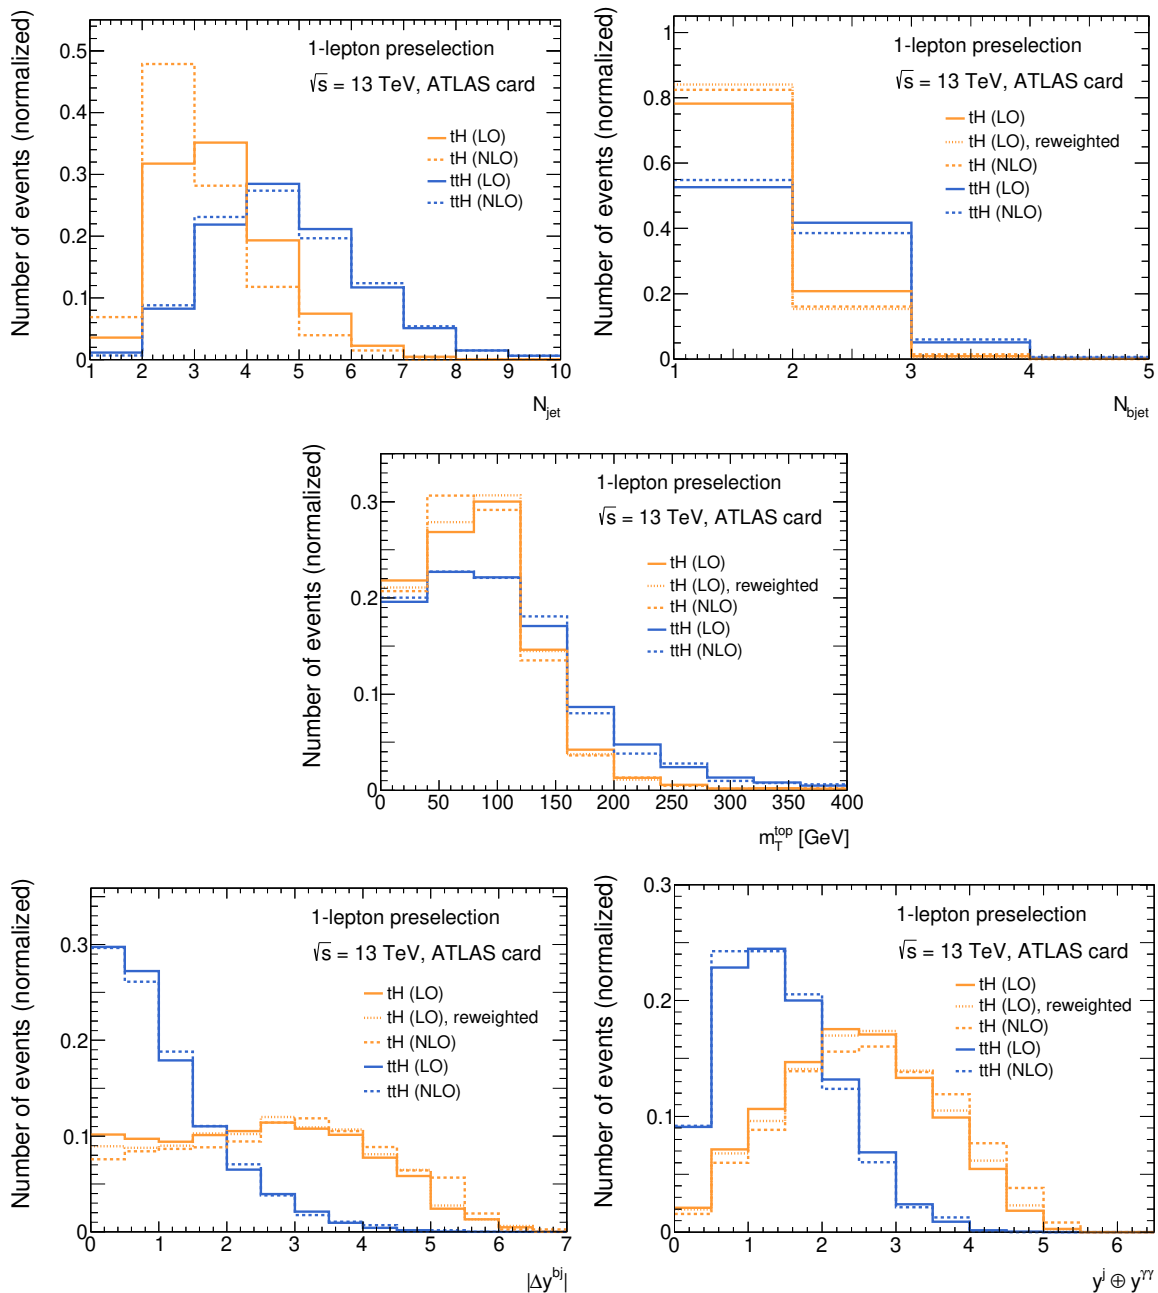 Number of events (normalized)
1-lepton preselection
√s = 13 TeV, ATLAS card
tH (LO)
tH (NLO)
ttH (LO)
ttH (NLO)
0.5
0.4
0.3
0.2
0.1
0
1 2 3 4 5 6 7 8 9 10
N_jet
Number of events (normalized)
1-lepton preselection
√s = 13 TeV, ATLAS card
tH (LO)
tH (LO), reweighted
tH (NLO)
ttH (LO)
ttH (NLO)
1
0.8
0.6
0.4
0.2
0
1 2 3 4 5
N_bjet
Number of events (normalized)
1-lepton preselection
√s = 13 TeV, ATLAS card
tH (LO)
tH (LO), reweighted
tH (NLO)
ttH (LO)
ttH (NLO)
0.3
0.2
0.1
0
0 50 100 150 200 250 300 350 400
m_T^top [GeV]
Number of events (normalized)
1-lepton preselection
√s = 13 TeV, ATLAS card
tH (LO)
tH (LO), reweighted
tH (NLO)
ttH (LO)
ttH (NLO)
0.3
0.2
0.1
0
0 1 2 3 4 5 6 7
|Δy^bj|
Number of events (normalized)
1-lepton preselection
√s = 13 TeV, ATLAS card
tH (LO)
tH (LO), reweighted
tH (NLO)
ttH (LO)
ttH (NLO)
0.3
0.2
0.1
0
0 1 2 3 4 5 6
y^j ⊕ y^γγ